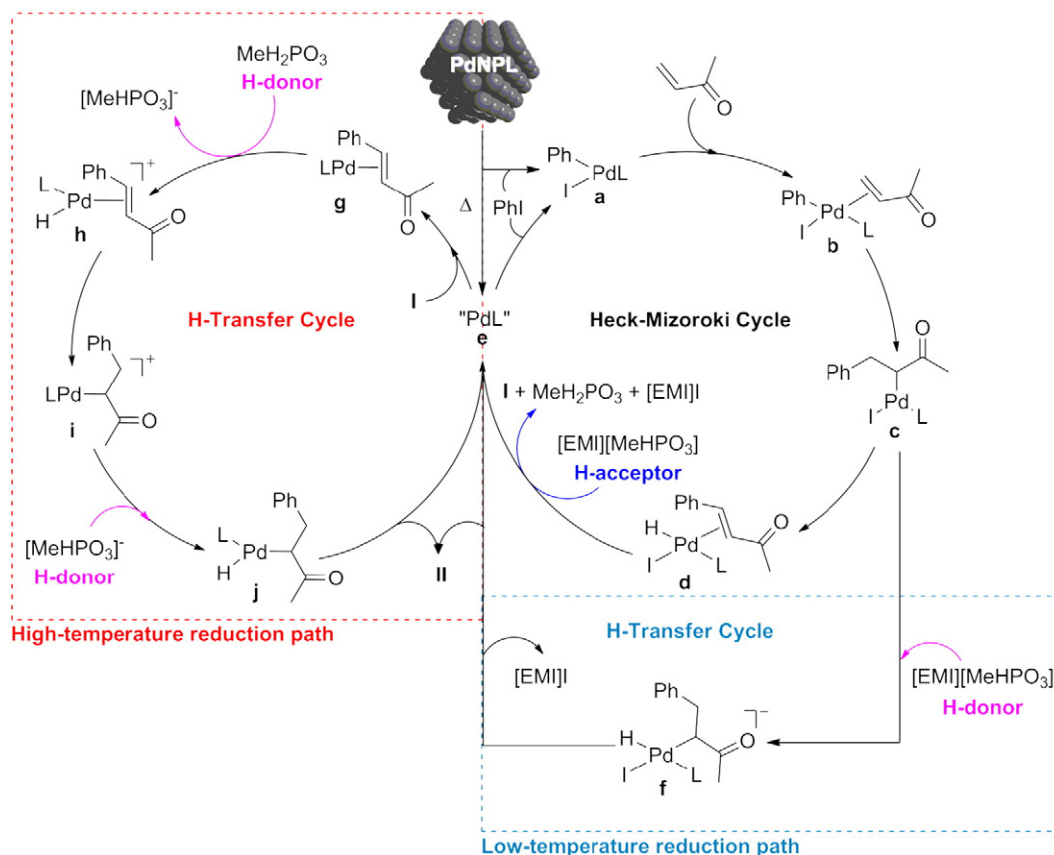 MeH₂PO₃
H-donor
[MeHPO₃]⁻
PdNPL
O
Ph
LPd
O
g
Ph
L
Pd
H
O
+
h
Δ
PhI
Ph
PdL
I
a
O
Ph
Pd
I
L
b
I
"PdL"
e
H-Transfer Cycle
Heck-Mizoroki Cycle
Ph
LPd
O
+
i
I + MeH₂PO₃ + [EMI]I
[EMI][MeHPO₃]
H-acceptor
O
Ph
Pd
I
L
c
[MeHPO₃]⁻
H-donor
Ph
L
Pd
H
O
j
II
Ph
H
Pd
I
L
O
d
High-temperature reduction path
H-Transfer Cycle
[EMI]I
[EMI][MeHPO₃]
H-donor
Ph
H
Pd
I
L
O
−
f
Low-temperature reduction path